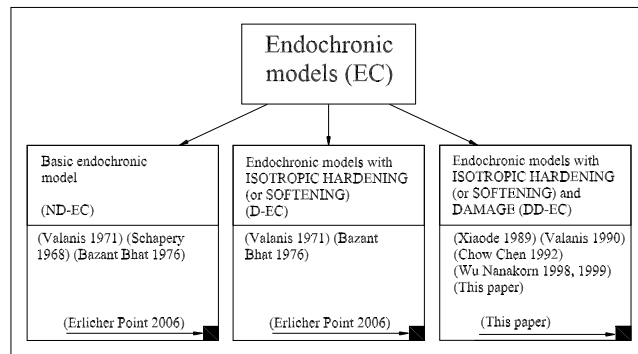 Endochronic
models (EC)
Basic endochronic
model
(ND-EC)
(Valanis 1971) (Schapery
1968) (Bazant Bhat 1976)
(Erlicher Point 2006)
Endochronic models with
ISOTROPIC HARDENING
(or SOFTENING)
(D-EC)
(Valanis 1971) (Bazant
Bhat 1976)
(Erlicher Point 2006)
Endochronic models with
ISOTROPIC HARDENING
(or SOFTENING) and
DAMAGE (DD-EC)
(Xiaode 1989) (Valanis 1990)
(Chow Chen 1992)
(Wu Nanakorn 1998, 1999)
(This paper)
(This paper)